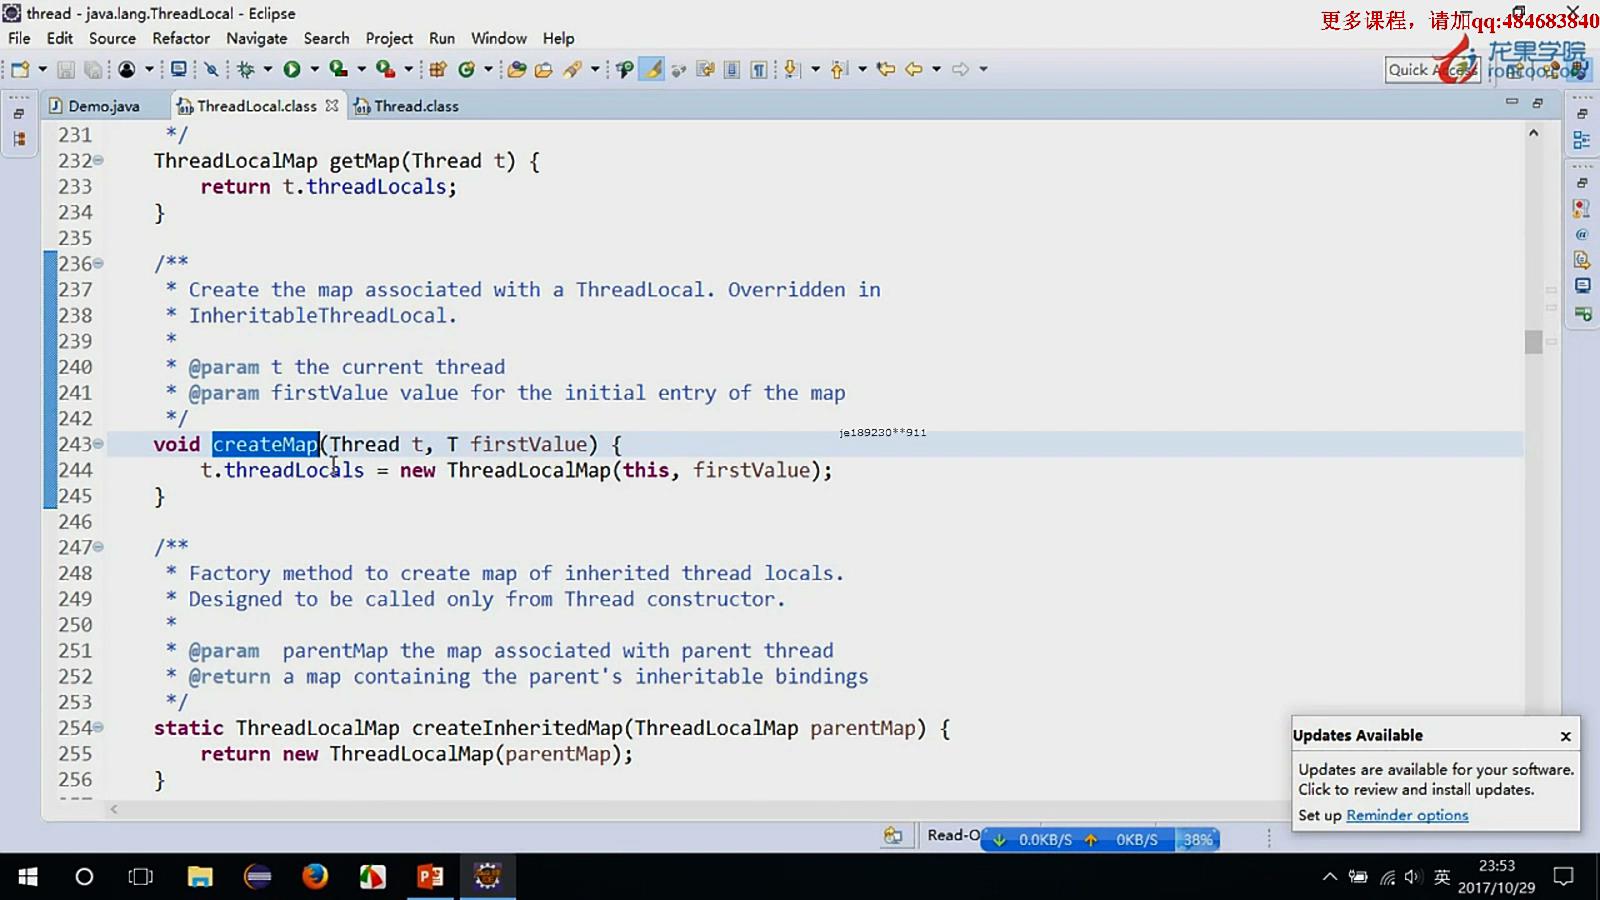 thread - java.lang.ThreadLocal - Eclipse
更多课程，请加qq:484683840
File Edit Source Refactor Navigate Search Project Run Window Help
龙果学院
roncoo.com
Demo.java ThreadLocal.class Thread.class
231 */
232 ThreadLocalMap getMap(Thread t) {
233 return t.threadLocals;
234 }
235
236 /**
237 * Create the map associated with a ThreadLocal. Overridden in
238 * InheritableThreadLocal.
239 *
240 * @param t the current thread
241 * @param firstValue value for the initial entry of the map
242 */
243 void createMap(Thread t, T firstValue) {
je189230**911
244 t.threadLocals = new ThreadLocalMap(this, firstValue);
245 }
246
247 /**
248 * Factory method to create map of inherited thread locals.
249 * Designed to be called only from Thread constructor.
250 *
251 * @param parentMap the map associated with parent thread
252 * @return a map containing the parent's inheritable bindings
253 */
254 static ThreadLocalMap createInheritedMap(ThreadLocalMap parentMap) {
255 return new ThreadLocalMap(parentMap);
256 }
Updates Available
Updates are available for your software.
Click to review and install updates.
Set up Reminder options
Read-O 0.0KB/S 0KB/S 38%
英
23:53
2017/10/29